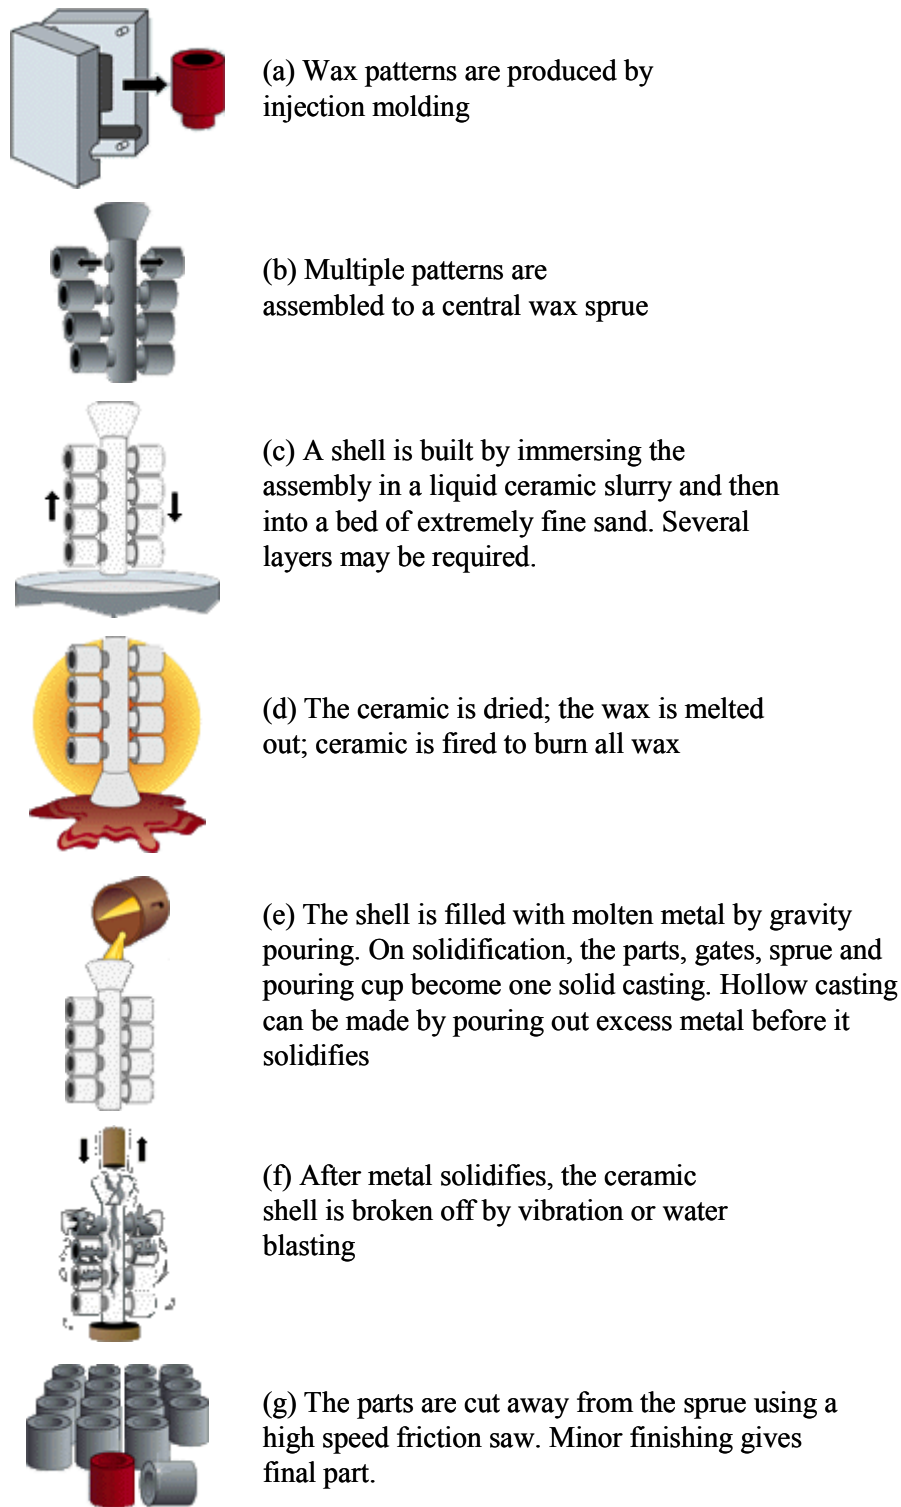 (a) Wax patterns are produced by
injection molding
(b) Multiple patterns are
assembled to a central wax sprue
(c) A shell is built by immersing the
assembly in a liquid ceramic slurry and then
into a bed of extremely fine sand. Several
layers may be required.
(d) The ceramic is dried; the wax is melted
out; ceramic is fired to burn all wax
(e) The shell is filled with molten metal by gravity
pouring. On solidification, the parts, gates, sprue and
pouring cup become one solid casting. Hollow casting
can be made by pouring out excess metal before it
solidifies
(f) After metal solidifies, the ceramic
shell is broken off by vibration or water
blasting
(g) The parts are cut away from the sprue using a
high speed friction saw. Minor finishing gives
final part.